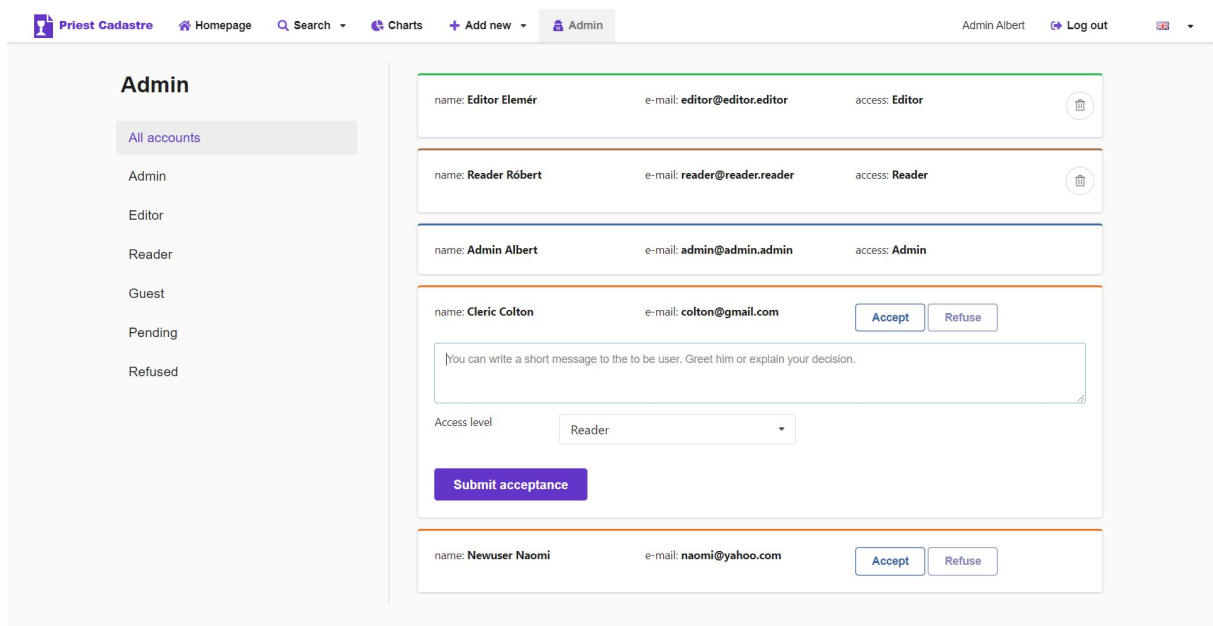 Priest Cadastre Homepage Search Charts Add new Admin Admin Albert Log out
Admin
All accounts
Admin
Editor
Reader
Guest
Pending
Refused
name: Editor Elemér e-mail: editor@editor.editor access: Editor
name: Reader Róbert e-mail: reader@reader.reader access: Reader
name: Admin Albert e-mail: admin@admin.admin access: Admin
name: Cleric Colton e-mail: colton@gmail.com Accept Refuse
You can write a short message to the to be user. Greet him or explain your decision.
Access level Reader
Submit acceptance
name: Newuser Naomi e-mail: naomi@yahoo.com Accept Refuse